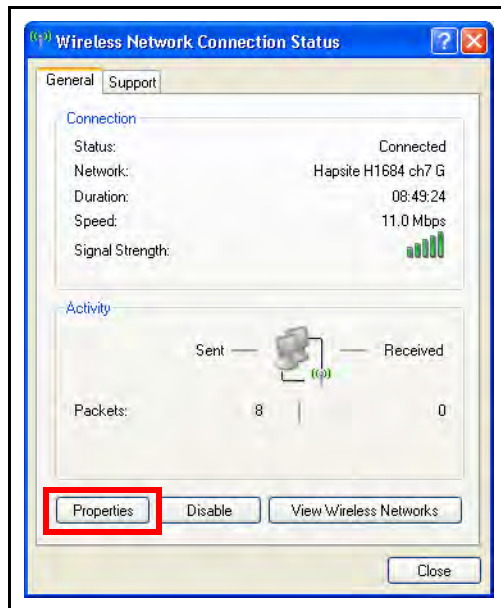 Wireless Network Connection Status
General Support
Connection
Status: Connected
Network: Hapsite H1684 ch7 G
Duration: 08:49:24
Speed: 11.0 Mbps
Signal Strength:
Activity
Sent Received
Packets: 8 0
Properties Disable View Wireless Networks
Close